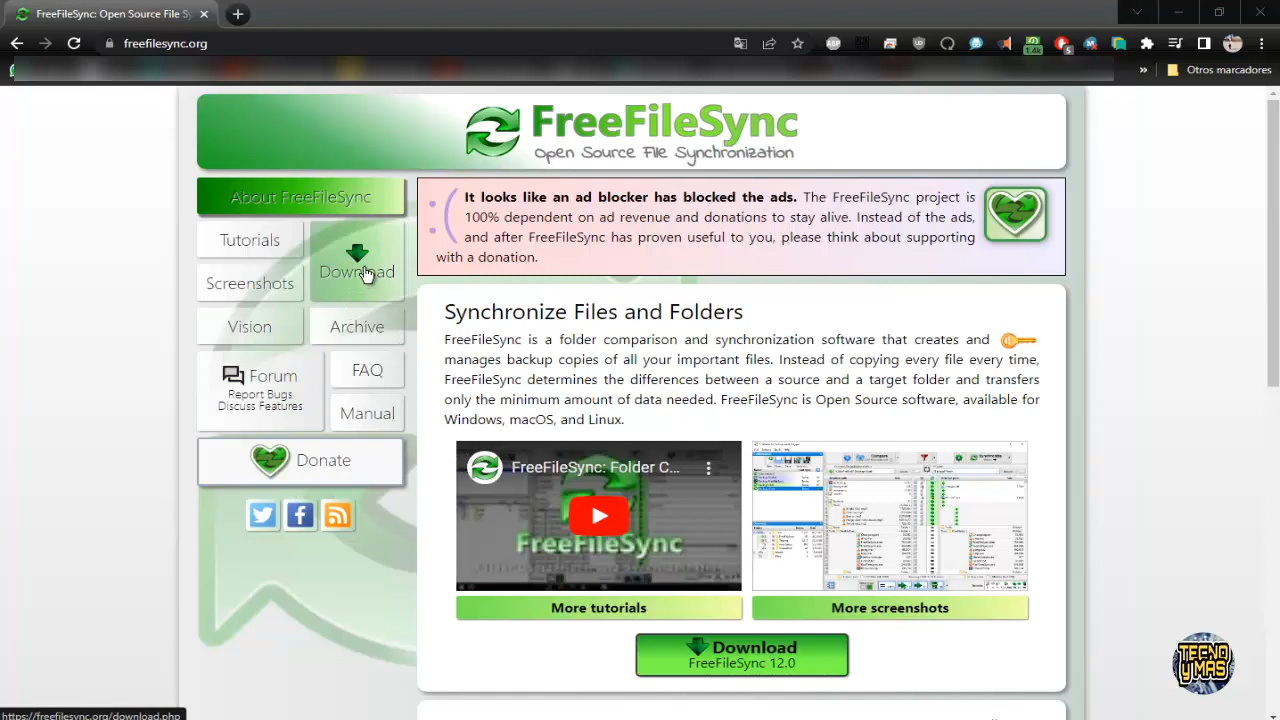 FreeFileSync: Open Source File S
freefilesync.org
ABP
1.6k
5
»
Otros marcadores
FreeFileSync
Open Source File Synchronization
About FreeFileSync
Tutorials
Download
Screenshots
Vision
Archive
Forum
Report Bugs
Discuss Features
FAQ
Manual
Donate
:( It looks like an ad blocker has blocked the ads. The FreeFileSync project is
100% dependent on ad revenue and donations to stay alive. Instead of the ads,
and after FreeFileSync has proven useful to you, please think about supporting
with a donation.
Synchronize Files and Folders
FreeFileSync is a folder comparison and synchronization software that creates and
manages backup copies of all your important files. Instead of copying every file every time,
FreeFileSync determines the differences between a source and a target folder and transfers
only the minimum amount of data needed. FreeFileSync is Open Source software, available for
Windows, macOS, and Linux.
FreeFileSync: Folder C...
FreeFileSync
More tutorials
More screenshots
Download
FreeFileSync 12.0
TECNO
Y MAS
https://freefilesync.org/download.php